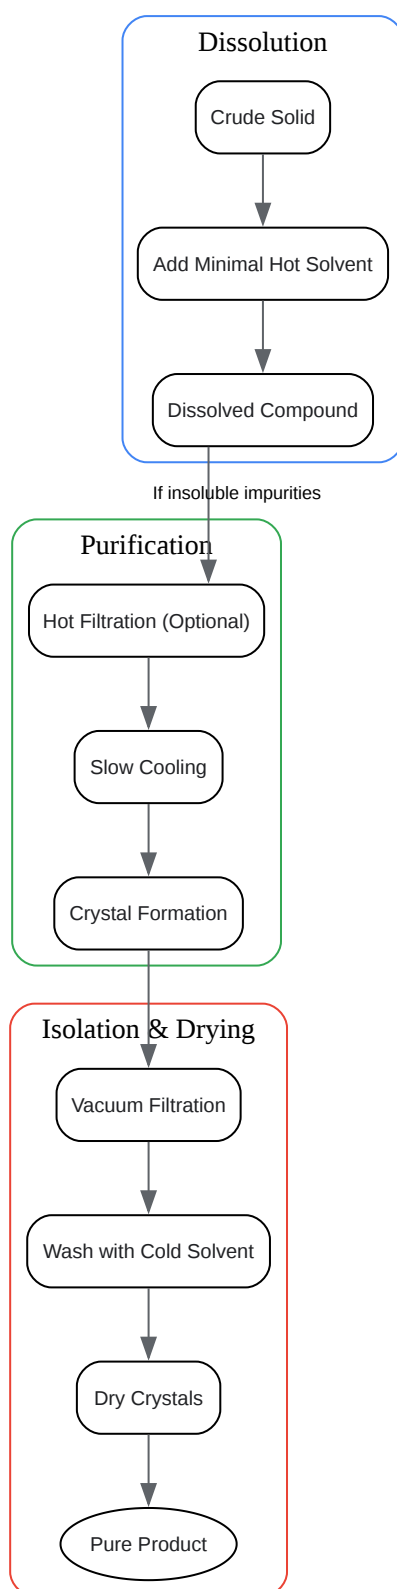 Dissolution
Crude Solid
Add Minimal Hot Solvent
Dissolved Compound
If insoluble impurities
Purification
Hot Filtration (Optional)
Slow Cooling
Crystal Formation
Isolation & Drying
Vacuum Filtration
Wash with Cold Solvent
Dry Crystals
Pure Product